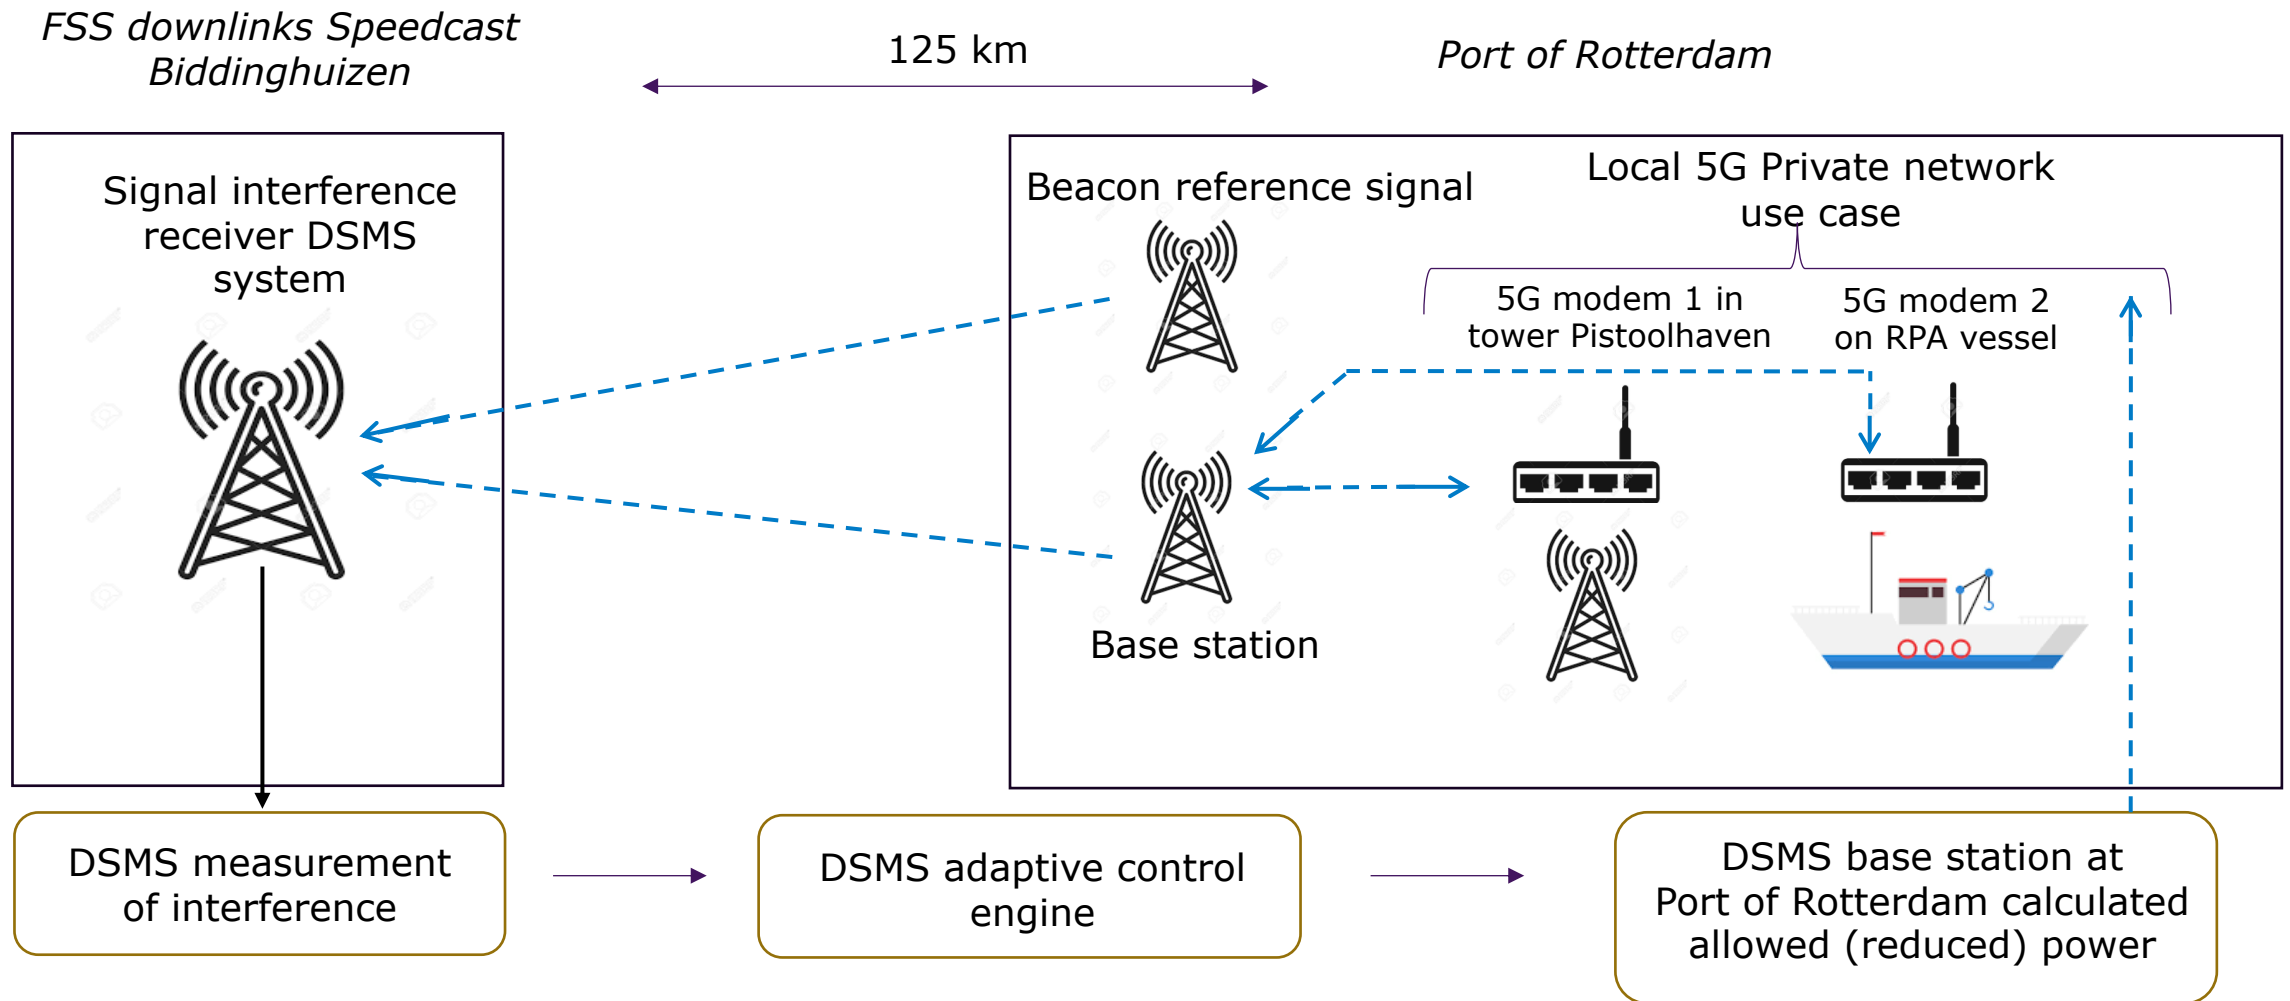 FSS downlinks Speedcast
Biddinghuizen
125 km
Port of Rotterdam
Signal interference
receiver DSMS
system
Beacon reference signal
Local 5G Private network
use case
5G modem 1 in
tower Pistoolhaven
5G modem 2
on RPA vessel
Base station
DSMS measurement
of interference
DSMS adaptive control
engine
DSMS base station at
Port of Rotterdam calculated
allowed (reduced) power